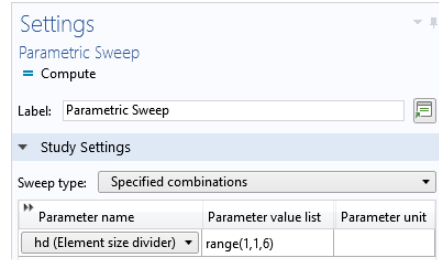 Settings
Parametric Sweep
= Compute
Label: Parametric Sweep
Study Settings
Sweep type: Specified combinations
Parameter name Parameter value list Parameter unit
hd (Element size divider) range(1,1,6)